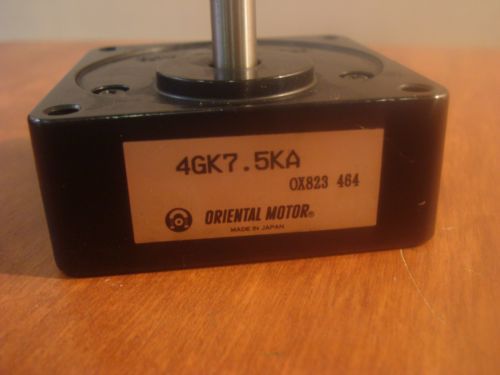 4GK7.5KA
OX823 464
ORIENTAL MOTOR®
MADE IN JAPAN